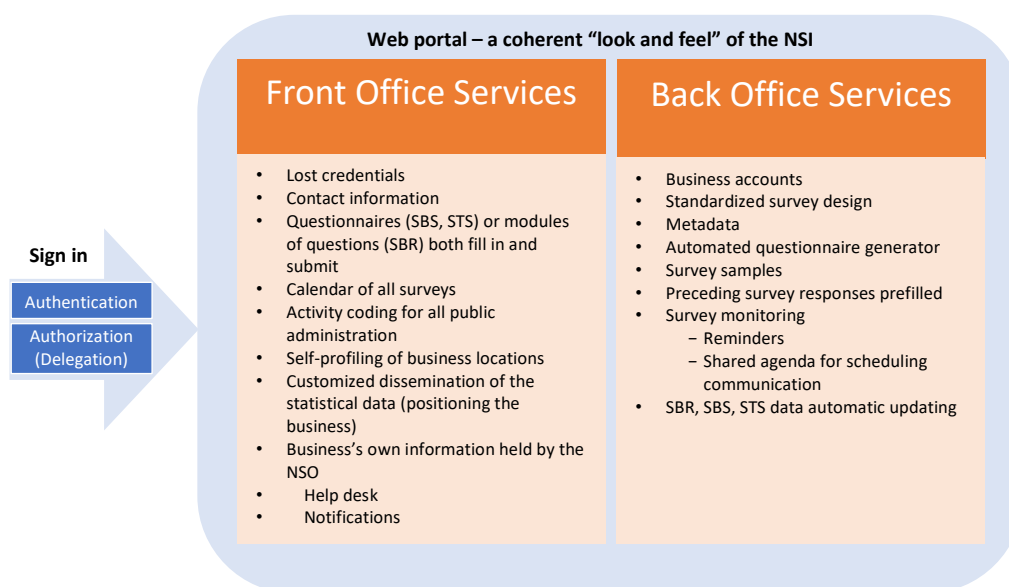 Web portal – a coherent “look and feel” of the NSI
Sign in
Authentication
Authorization
(Delegation)
Front Office Services
• Lost credentials
• Contact information
• Questionnaires (SBS, STS) or modules
of questions (SBR) both fill in and
submit
• Calendar of all surveys
• Activity coding for all public
administration
• Self-profiling of business locations
• Customized dissemination of the
statistical data (positioning the
business)
• Business’s own information held by the
NSO
• Help desk
• Notifications
Back Office Services
• Business accounts
• Standardized survey design
• Metadata
• Automated questionnaire generator
• Survey samples
• Preceding survey responses prefilled
• Survey monitoring
– Reminders
– Shared agenda for scheduling
communication
• SBR, SBS, STS data automatic updating